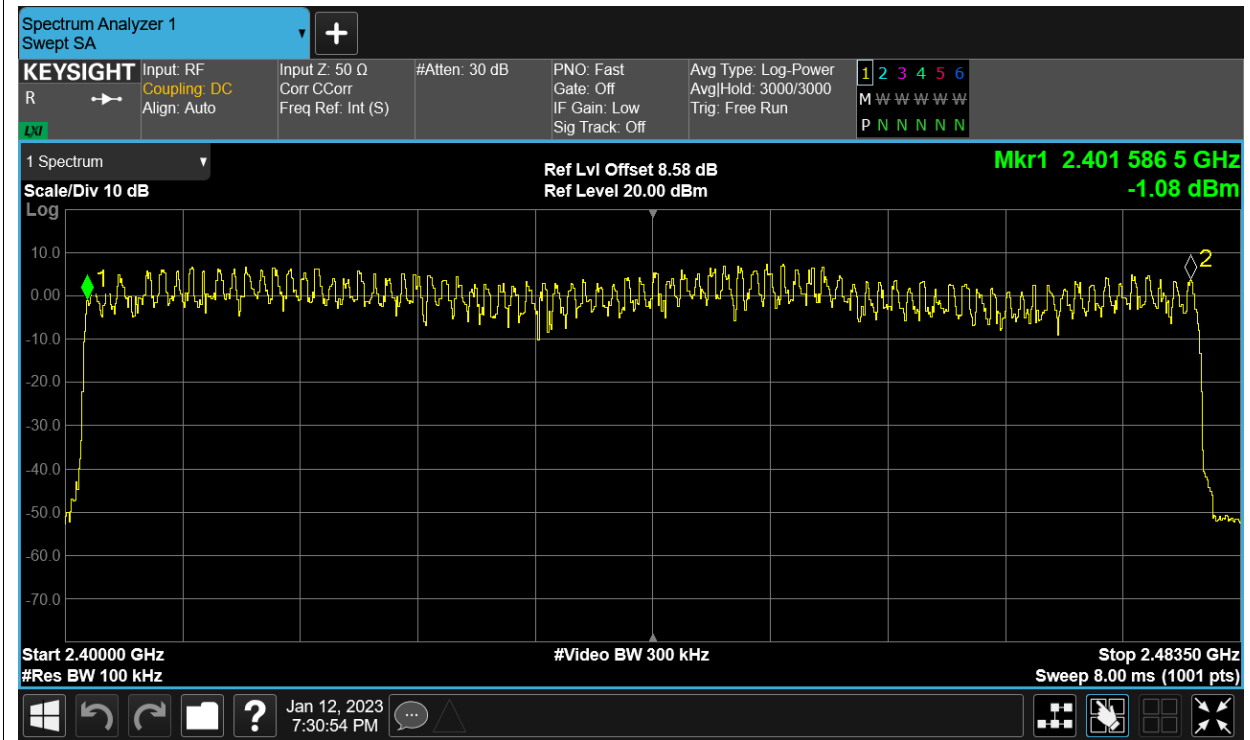 Spectrum Analyzer 1
Swept SA
+
KEYSIGHT
R
LXI
Input: RF
Coupling: DC
Align: Auto
Input Z: 50 Ω
Corr CCorr
Freq Ref: Int (S)
#Atten: 30 dB
PNO: Fast
Gate: Off
IF Gain: Low
Sig Track: Off
Avg Type: Log-Power
Avg|Hold: 3000/3000
Trig: Free Run
1 2 3 4 5 6
M W W W W W
P N N N N N
1 Spectrum
Scale/Div 10 dB
Log
Ref Lvl Offset 8.58 dB
Ref Level 20.00 dBm
Mkr1 2.401 586 5 GHz
-1.08 dBm
10.0
0.00
-10.0
-20.0
-30.0
-40.0
-50.0
-60.0
-70.0
1
2
Start 2.40000 GHz
#Res BW 100 kHz
#Video BW 300 kHz
Stop 2.48350 GHz
Sweep 8.00 ms (1001 pts)
?
Jan 12, 2023
7:30:54 PM